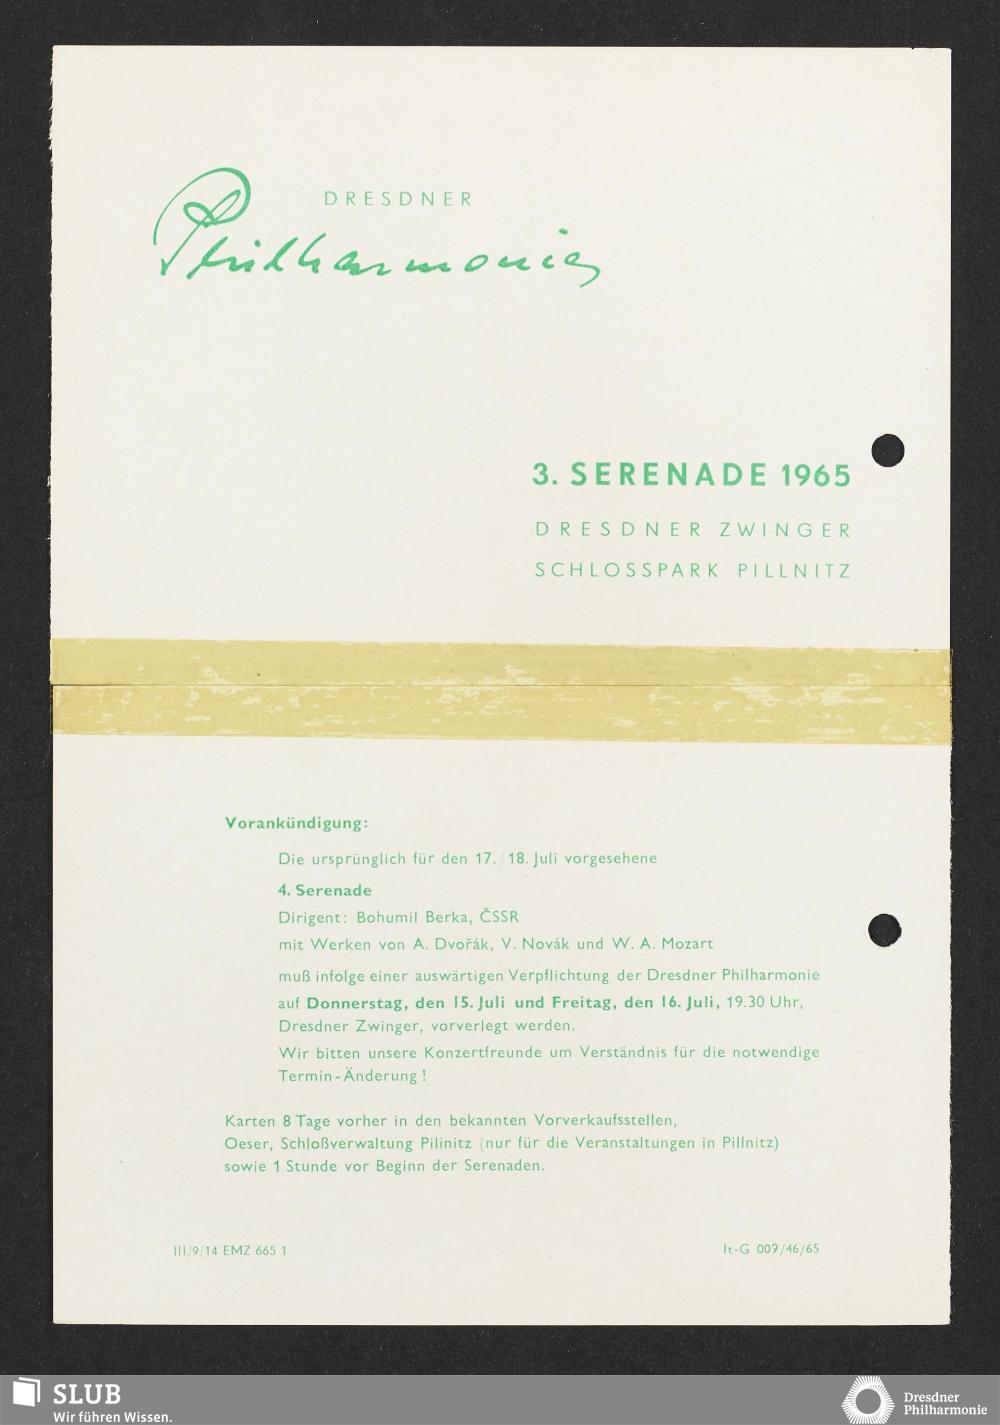 DRESDNER
Philharmonie
3. SERENADE 1965
DRESDNER ZWINGER
SCHLOSSPARK PILLNITZ
Vorankündigung:
Die ursprünglich für den 17./18. Juli vorgesehene
4. Serenade
Dirigent: Bohumil Berka, ČSSR
mit Werken von A. Dvořák, V. Novák und W. A. Mozart
muß infolge einer auswärtigen Verpflichtung der Dresdner Philharmonie
auf Donnerstag, den 15. Juli und Freitag, den 16. Juli, 19.30 Uhr,
Dresdner Zwinger, vorverlegt werden.
Wir bitten unsere Konzertfreunde um Verständnis für die notwendige
Termin-Änderung!
Karten 8 Tage vorher in den bekannten Vorverkaufsstellen,
Oeser, Schloßverwaltung Pilinitz (nur für die Veranstaltungen in Pillnitz)
sowie 1 Stunde vor Beginn der Serenaden.
III/9/14 EMZ 665 1
It-G 009/46/65
SLUB
Wir führen Wissen.
Dresdner
Philharmonie